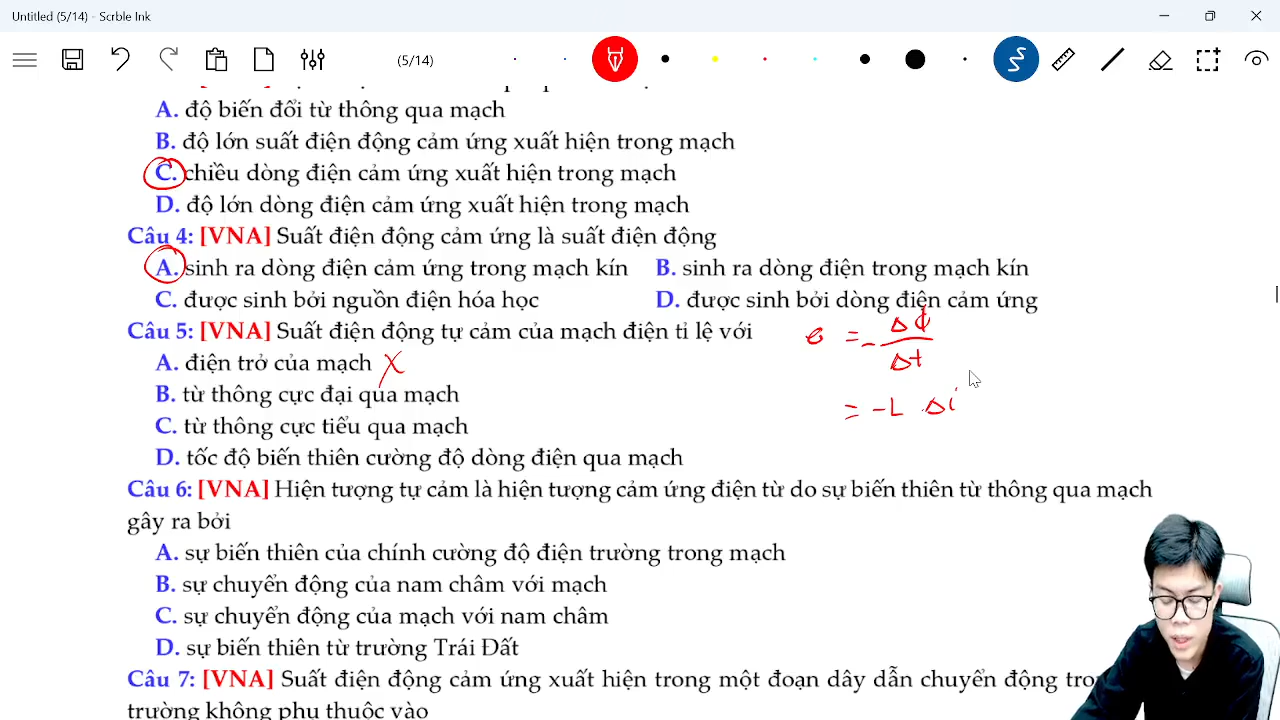 Untitled (5/14) - Scrble Ink
(5/14)
A. độ biến đổi từ thông qua mạch
B. độ lớn suất điện động cảm ứng xuất hiện trong mạch
C. chiều dòng điện cảm ứng xuất hiện trong mạch
D. độ lớn dòng điện cảm ứng xuất hiện trong mạch
Câu 4: [VNA] Suất điện động cảm ứng là suất điện động
A. sinh ra dòng điện cảm ứng trong mạch kín B. sinh ra dòng điện trong mạch kín
C. được sinh bởi nguồn điện hóa học D. được sinh bởi dòng điện cảm ứng
Câu 5: [VNA] Suất điện động tự cảm của mạch điện tỉ lệ với
e = - ΔΦ / Δt
A. điện trở của mạch X
B. từ thông cực đại qua mạch
= -L Δi
C. từ thông cực tiểu qua mạch
D. tốc độ biến thiên cường độ dòng điện qua mạch
Câu 6: [VNA] Hiện tượng tự cảm là hiện tượng cảm ứng điện từ do sự biến thiên từ thông qua mạch
gây ra bởi
A. sự biến thiên của chính cường độ điện trường trong mạch
B. sự chuyển động của nam châm với mạch
C. sự chuyển động của mạch với nam châm
D. sự biến thiên từ trường Trái Đất
Câu 7: [VNA] Suất điện động cảm ứng xuất hiện trong một đoạn dây dẫn chuyển động
trường không phụ thuộc vào